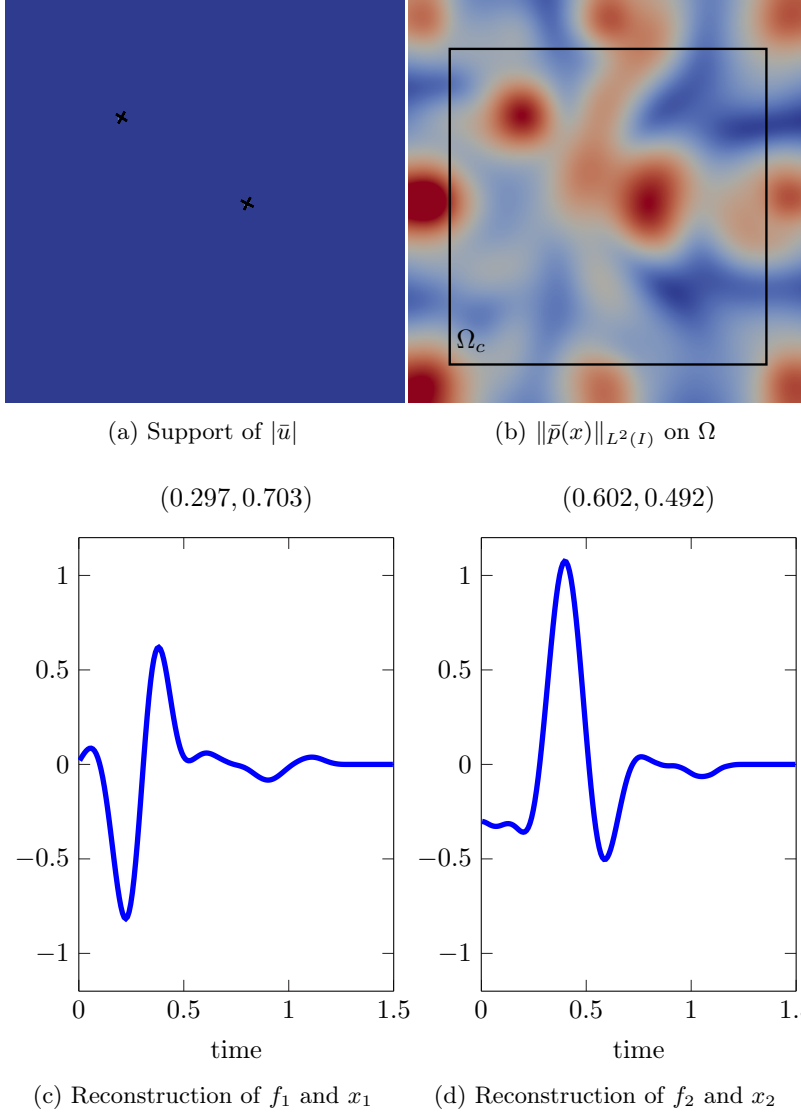 Ω_c
(a) Support of |ū|
(b) ‖p̄(x)‖_{L²(I)} on Ω
(0.297, 0.703)
1
0.5
0
−0.5
−1
0
0.5
1
1.5
time
(c) Reconstruction of f₁ and x₁
(0.602, 0.492)
1
0.5
0
−0.5
−1
0
0.5
1
time
(d) Reconstruction of f₂ and x₂